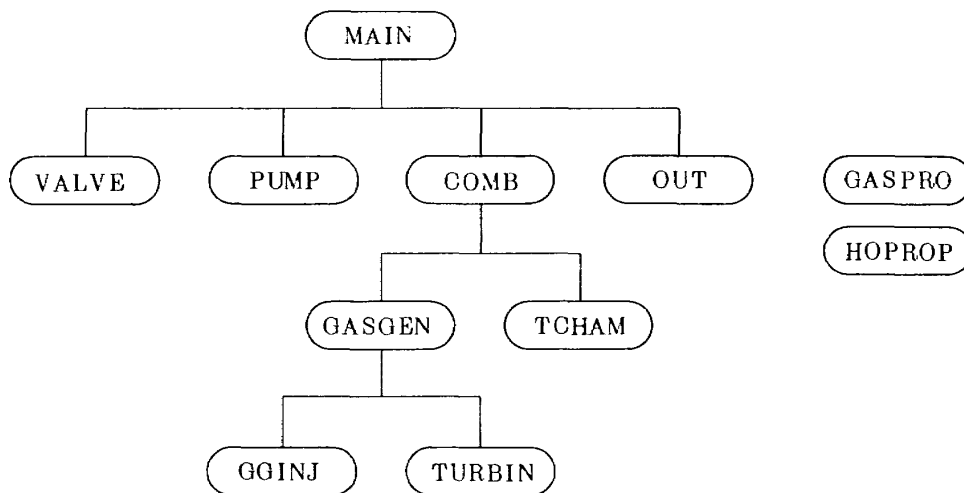 MAIN
VALVE
PUMP
COMB
OUT
GASPRO
HOPROP
GASGEN
TCHAM
GGINJ
TURBIN